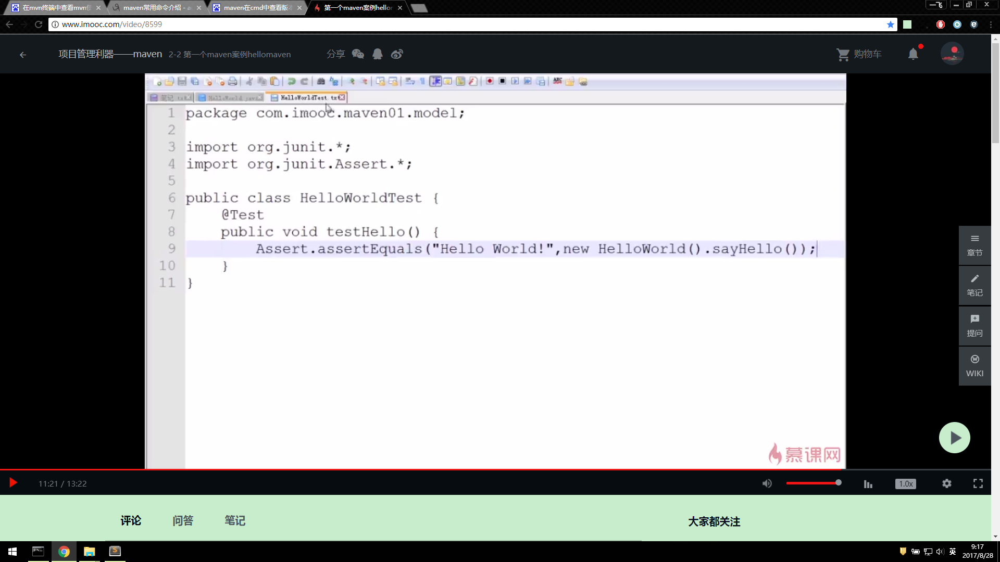 在mvn终端中查看mvn
maven常用命令介绍 - a
maven在cmd中查看版
第一个maven案例hello
一飞
www.imooc.com/video/8599
项目管理利器——maven 2-2 第一个maven案例hellomaven 分享 购物车
笔记.txt HelloWorld.java HelloWorldTest.tx
1 package com.imooc.maven01.model;
2
3 import org.junit.*;
4 import org.junit.Assert.*;
5
6 public class HelloWorldTest {
7 @Test
8 public void testHello() {
9 Assert.assertEquals("Hello World!",new HelloWorld().sayHello());
10 }
11 }
章节
笔记
提问
WIKI
慕课网
11:21 / 13:22 1.0x
评论 问答 笔记 大家都关注
英 9:17
2017/8/28